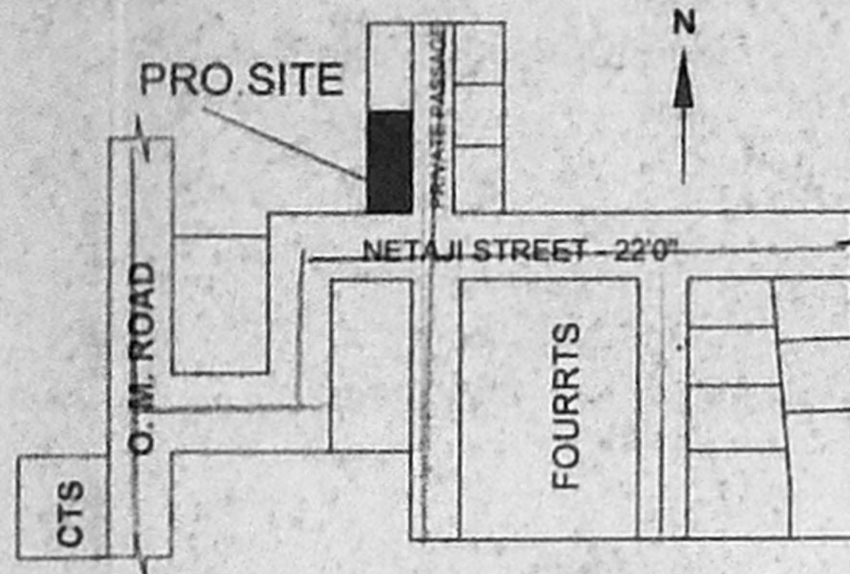 N
PRO.SITE
PRIVATE PASSAGE
NETAJI STREET - 22'0"
O. M. ROAD
FOURRTS
CTS